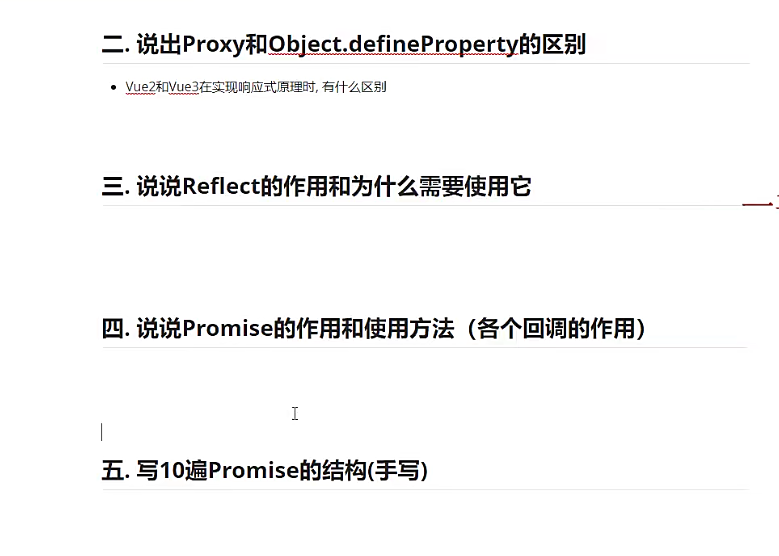 二. 说出Proxy和Object.defineProperty的区别
Vue2和Vue3在实现响应式原理时, 有什么区别
三. 说说Reflect的作用和为什么需要使用它
四. 说说Promise的作用和使用方法（各个回调的作用）
五. 写10遍Promise的结构(手写)